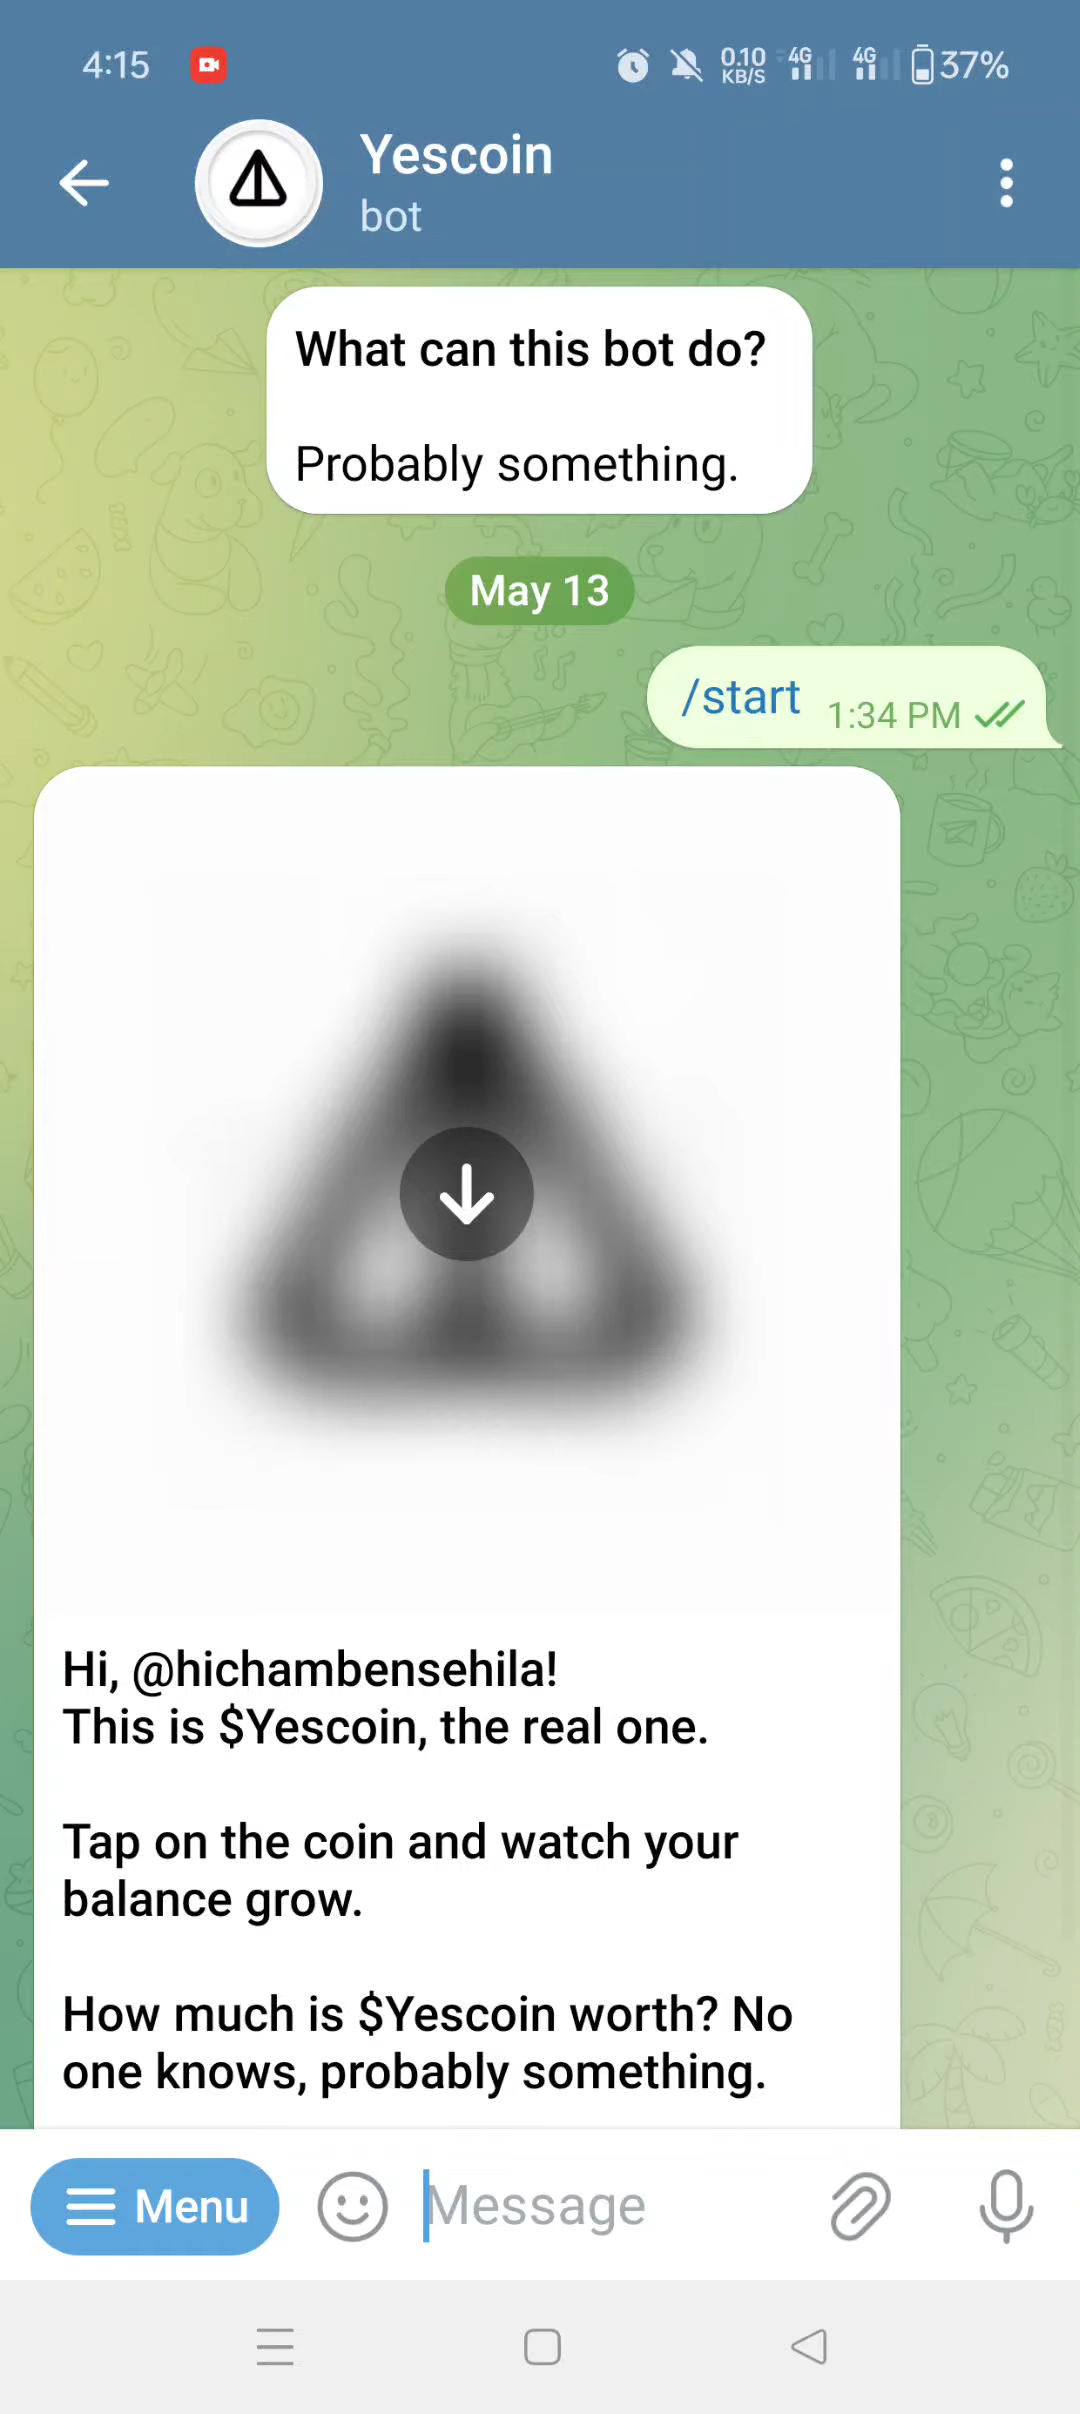 4:15
0.10 KB/S 4G 4G 37%
Yescoin
bot
What can this bot do?
Probably something.
May 13
/start 1:34 PM
Hi, @hichambensehila!
This is $Yescoin, the real one.
Tap on the coin and watch your
balance grow.
How much is $Yescoin worth? No
one knows, probably something.
Menu Message